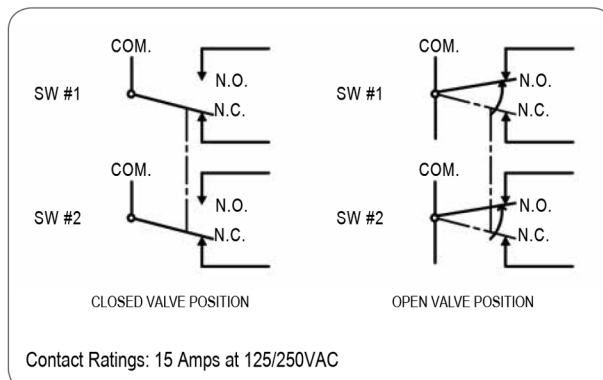 COM.
N.O.
SW #1
N.C.
COM.
N.O.
SW #2
N.C.
CLOSED VALVE POSITION
COM.
N.O.
SW #1
N.C.
COM.
N.O.
SW #2
N.C.
OPEN VALVE POSITION
Contact Ratings: 15 Amps at 125/250VAC